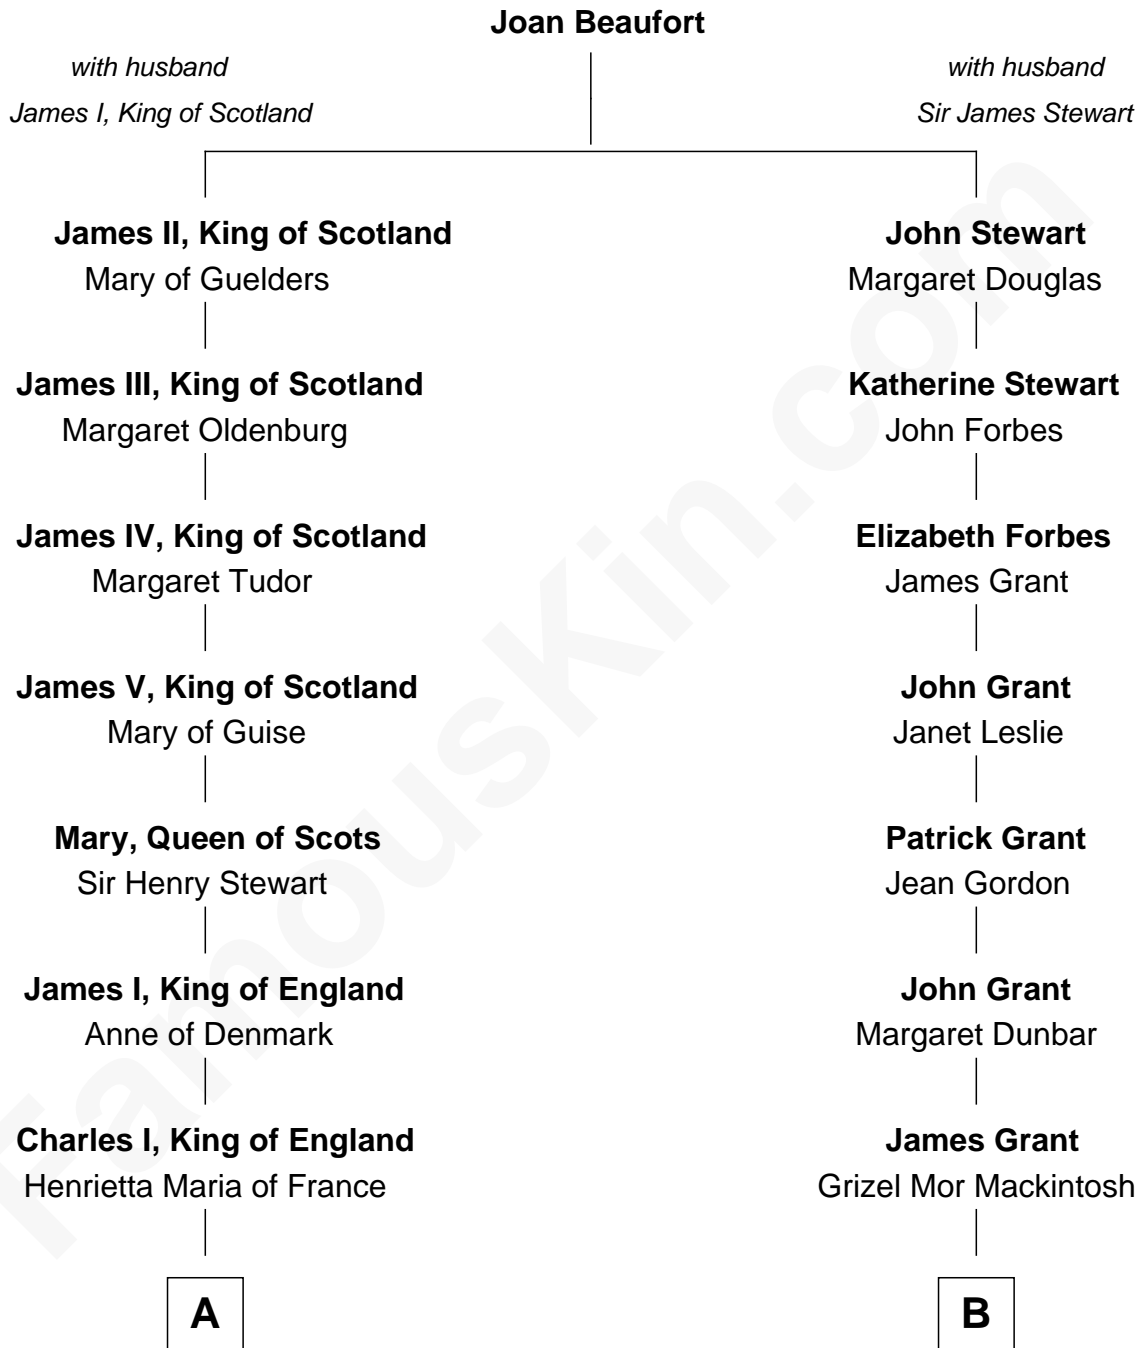 Joan Beaufort
with husband
James I, King of Scotland
with husband
Sir James Stewart
James II, King of Scotland
Mary of Guelders
John Stewart
Margaret Douglas
James III, King of Scotland
Margaret Oldenburg
Katherine Stewart
John Forbes
James IV, King of Scotland
Margaret Tudor
Elizabeth Forbes
James Grant
James V, King of Scotland
Mary of Guise
John Grant
Janet Leslie
Mary, Queen of Scots
Sir Henry Stewart
Patrick Grant
Jean Gordon
James I, King of England
Anne of Denmark
John Grant
Margaret Dunbar
Charles I, King of England
Henrietta Maria of France
James Grant
Grizel Mor Mackintosh
A
B
FamousKin.com